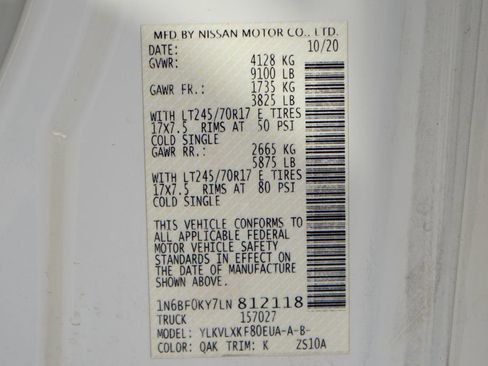 MFD BY NISSAN MOTOR CO., LTD.
DATE: 10/20
GVWR: 4128 KG
9100 LB
GAWR FR.: 1735 KG
3825 LB
WITH LT245/70R17 E TIRES
17X7.5 RIMS AT 50 PSI
COLD SINGLE
GAWR RR.: 2665 KG
5875 LB
WITH LT245/70R17 E TIRES
17X7.5 RIMS AT 80 PSI
COLD SINGLE
THIS VEHICLE CONFORMS TO
ALL APPLICABLE FEDERAL
MOTOR VEHICLE SAFETY
STANDARDS IN EFFECT ON
THE DATE OF MANUFACTURE
SHOWN ABOVE.
1N6BF0KY7LN 812118
TRUCK 157027
MODEL: YLKVLXKF80EUA-A-B-
COLOR: QAK TRIM: K ZS10A